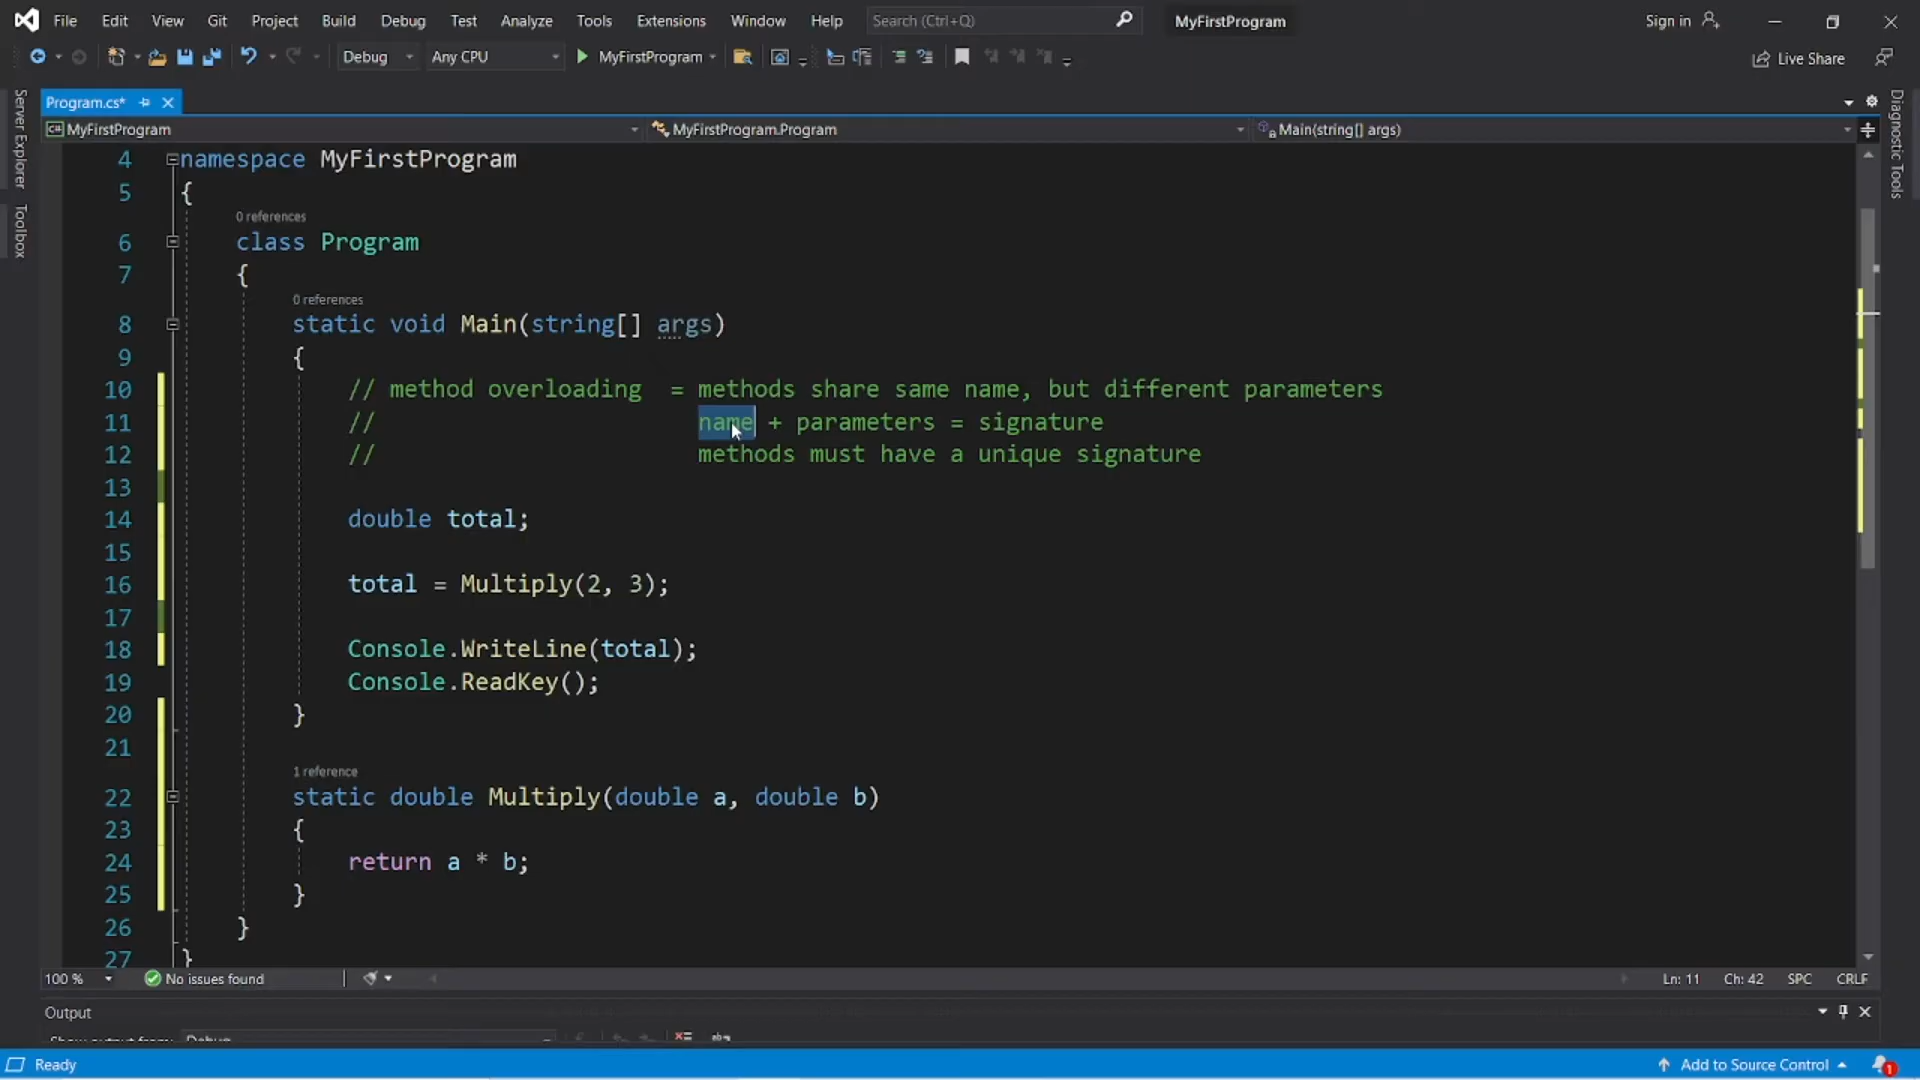 File Edit View Git Project Build Debug Test Analyze Tools Extensions Window Help Search (Ctrl+Q) MyFirstProgram Sign in
Debug Any CPU MyFirstProgram Live Share
Server Explorer
Toolbox
Diagnostic Tools
Program.cs*
C# MyFirstProgram MyFirstProgram.Program Main(string[] args)
4 namespace MyFirstProgram
5 {
0 references
6 class Program
7 {
0 references
8 static void Main(string[] args)
9 {
10 // method overloading = methods share same name, but different parameters
11 // name + parameters = signature
12 // methods must have a unique signature
13
14 double total;
15
16 total = Multiply(2, 3);
17
18 Console.WriteLine(total);
19 Console.ReadKey();
20 }
21
1 reference
22 static double Multiply(double a, double b)
23 {
24 return a * b;
25 }
26 }
27 }
100 % No issues found Ln: 11 Ch: 42 SPC CRLF
Output
Show output from: Debug
Ready Add to Source Control 1